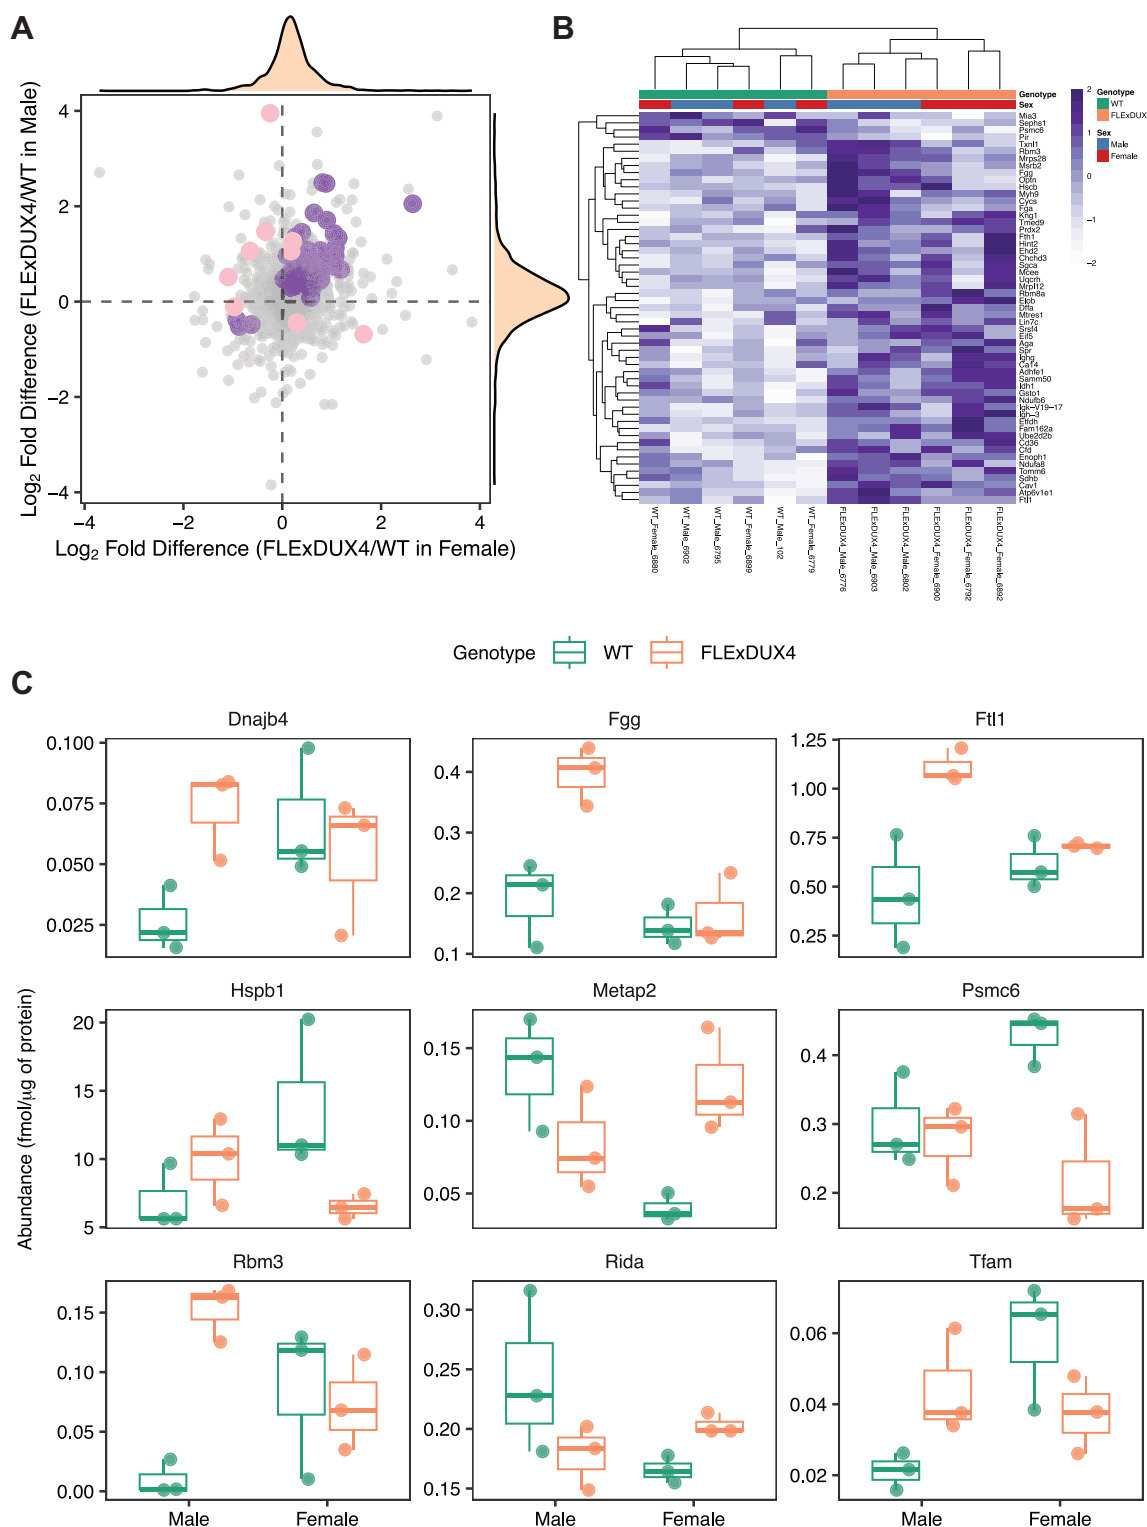 A
Log2 Fold Difference (FLExDUX4/WT in Male)
4
2
0
−2
−4
−4
−2
0
2
4
Log2 Fold Difference (FLExDUX4/WT in Female)
B
Genotype
Sex
Mia3
Sephs1
Psmc6
Pir
Txnl1
Rbm3
Mrps28
Msrb2
Fgg
Optn
Hscb
Myh9
Cycs
Fga
Kng1
Tmed9
Prdx2
Fth1
Hint2
Ehd2
Chchd3
Sgca
Mcee
Uqcrh
Mrpl12
Rbm8a
Elob
Dffa
Mtres1
Lin7c
Srsf4
Eif5
Aga
Spr
Ighg
Ca14
Adhfe1
Samm50
Idh1
Gsto1
Ndufb6
Igk−V19−17
Igh−3
Etfdh
Fam162a
Ube2d2b
Cd36
Cfd
Enoph1
Ndufa8
Tomm6
Sdhb
Cav1
Atp6v1e1
Ftl1
WT_Female_6880
WT_Male_6902
WT_Male_6795
WT_Female_6899
WT_Male_102
WT_Female_6779
FLExDUX4_Male_6776
FLExDUX4_Male_6903
FLExDUX4_Male_6802
FLExDUX4_Female_6900
FLExDUX4_Female_6792
FLExDUX4_Female_6892
2
1
0
−1
−2
Genotype
WT
FLExDUX
Sex
Male
Female
Genotype WT FLExDUX4
C
Abundance (fmol/μg of protein)
Dnajb4
0.100
0.075
0.050
0.025
Fgg
0.4
0.3
0.2
0.1
Ftl1
1.25
1.00
0.75
0.50
0.25
Hspb1
20
15
10
5
Metap2
0.15
0.10
0.05
Psmc6
0.4
0.3
0.2
Rbm3
0.15
0.10
0.05
0.00
Male
Female
Rida
0.30
0.25
0.20
0.15
Male
Female
Tfam
0.06
0.04
0.02
Male
Female